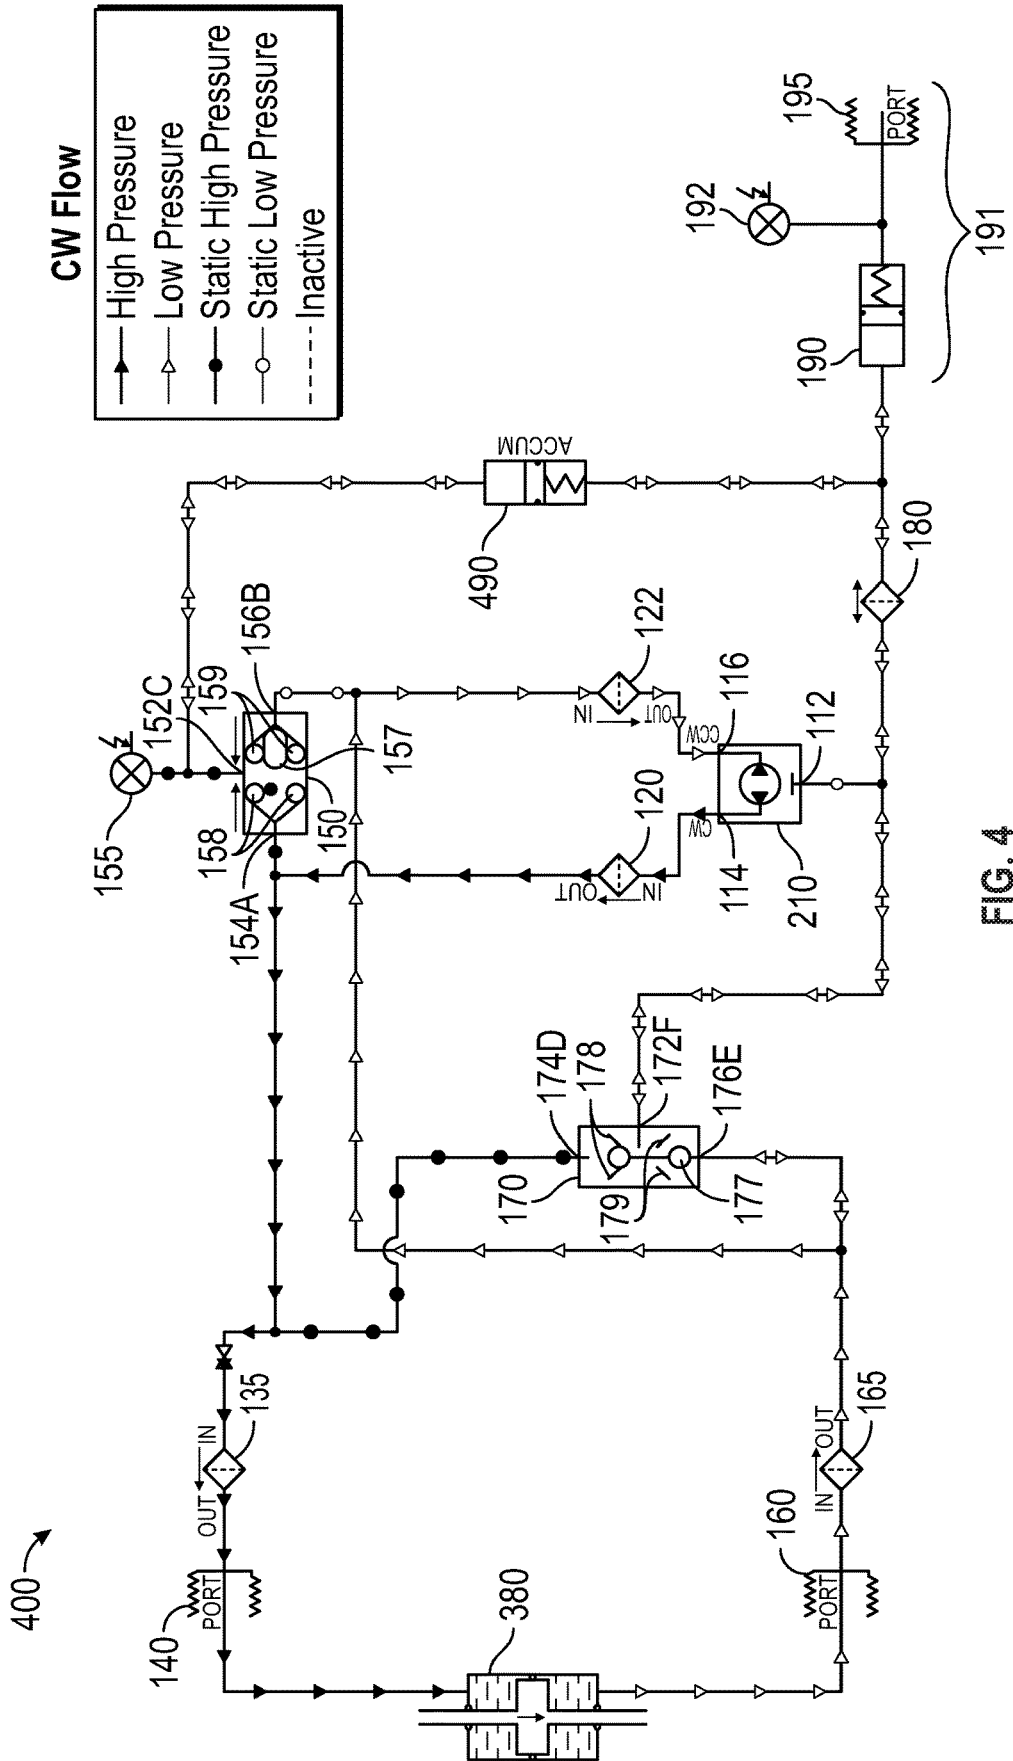 CW Flow
High Pressure
Low Pressure
Static High Pressure
Static Low Pressure
Inactive
400
140
PORT
OUT
IN
135
380
160
PORT
IN
OUT
165
155
152C
159
156B
158
154A
150
157
170
174D
178
172F
179
177
176E
120
IN
OUT
122
IN
OUT
CW
CCW
114
116
210
112
490
ACCUM
180
190
192
195
PORT
191
FIG. 4